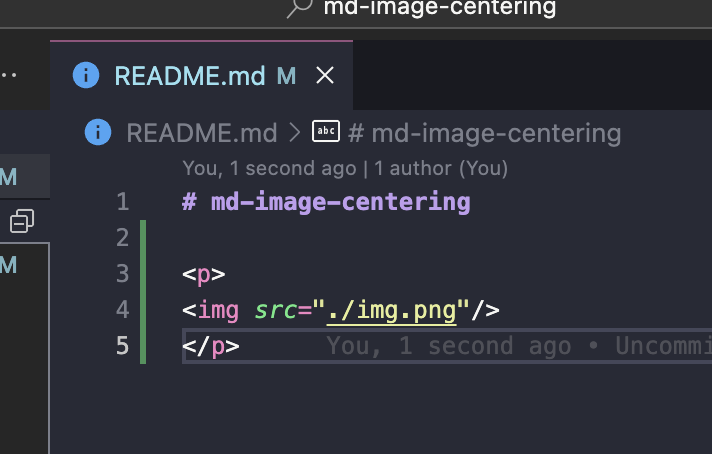 md-image-centering
README.md M
README.md > # md-image-centering
M
You, 1 second ago | 1 author (You)
1 # md-image-centering
2
M
3 <p>
4 <img src="./img.png"/>
5 </p> You, 1 second ago • Uncommi